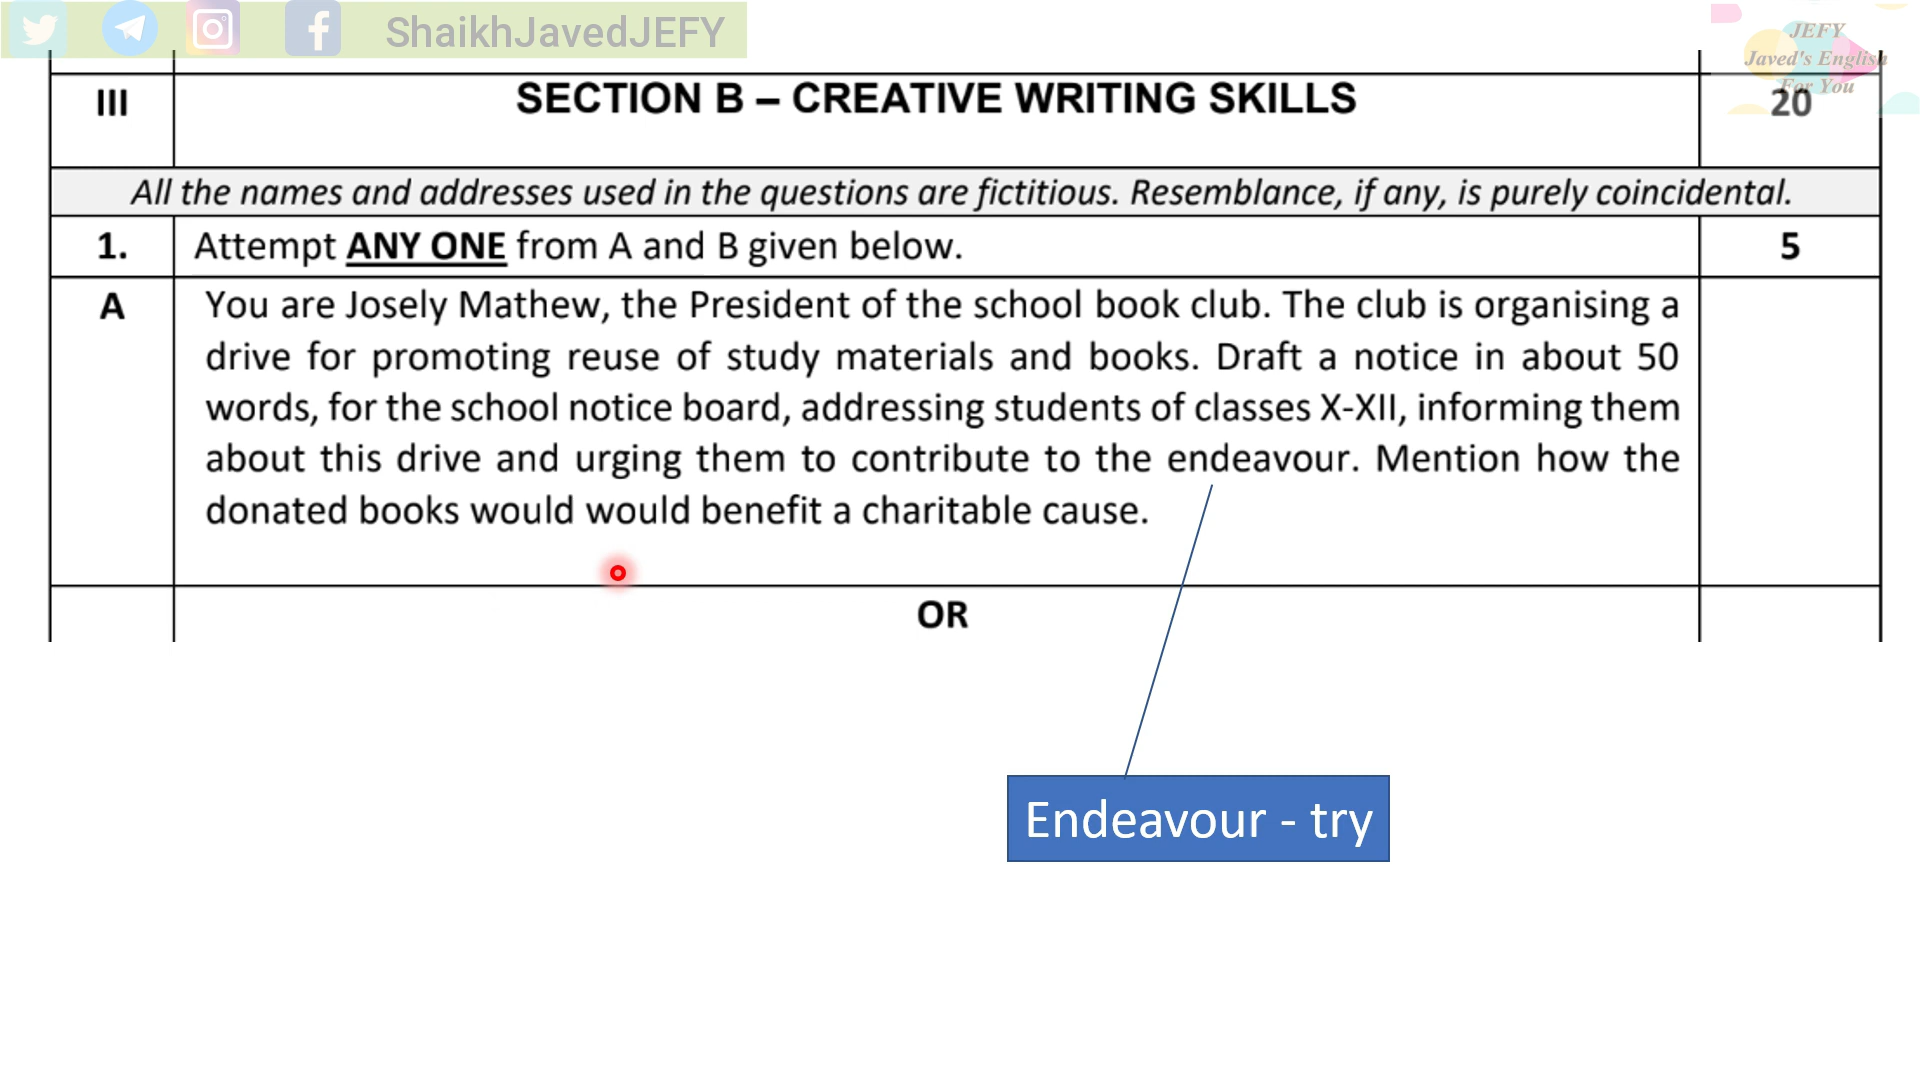 ShaikhJavedJEFY
JEFY
Javed's English
For You
III SECTION B – CREATIVE WRITING SKILLS 20
All the names and addresses used in the questions are fictitious. Resemblance, if any, is purely coincidental.
1. Attempt ANY ONE from A and B given below. 5
A You are Josely Mathew, the President of the school book club. The club is organising a
drive for promoting reuse of study materials and books. Draft a notice in about 50
words, for the school notice board, addressing students of classes X-XII, informing them
about this drive and urging them to contribute to the endeavour. Mention how the
donated books would would benefit a charitable cause.
OR
Endeavour - try